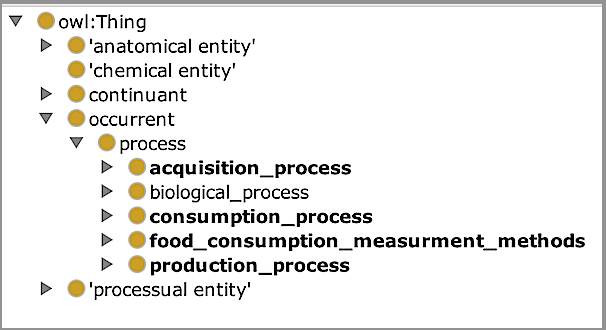 owl:Thing
'anatomical entity'
'chemical entity'
continuant
occurrent
process
acquisition_process
biological_process
consumption_process
food_consumption_measurment_methods
production_process
'processual entity'